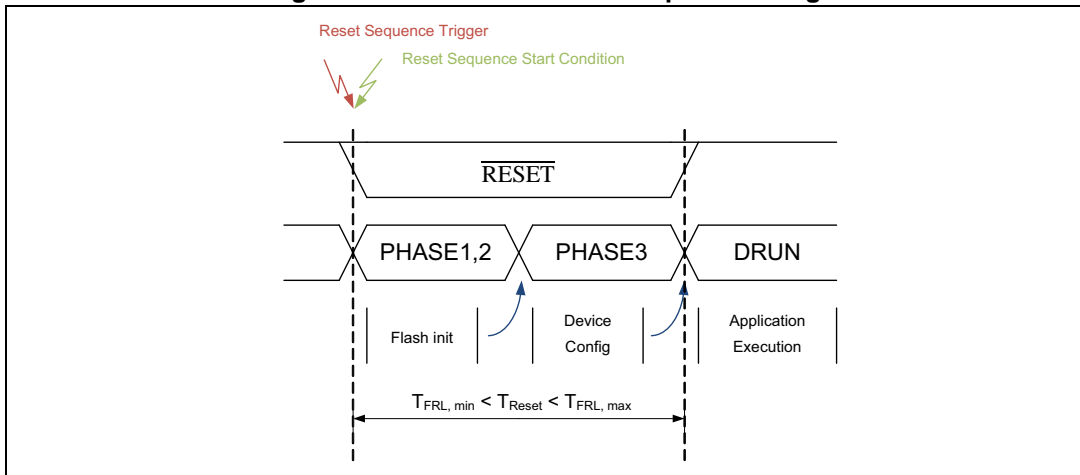 Reset Sequence Trigger
Reset Sequence Start Condition
RESET
PHASE1,2
PHASE3
DRUN
Flash init
Device
Config
Application
Execution
TFRL, min < TReset < TFRL, max